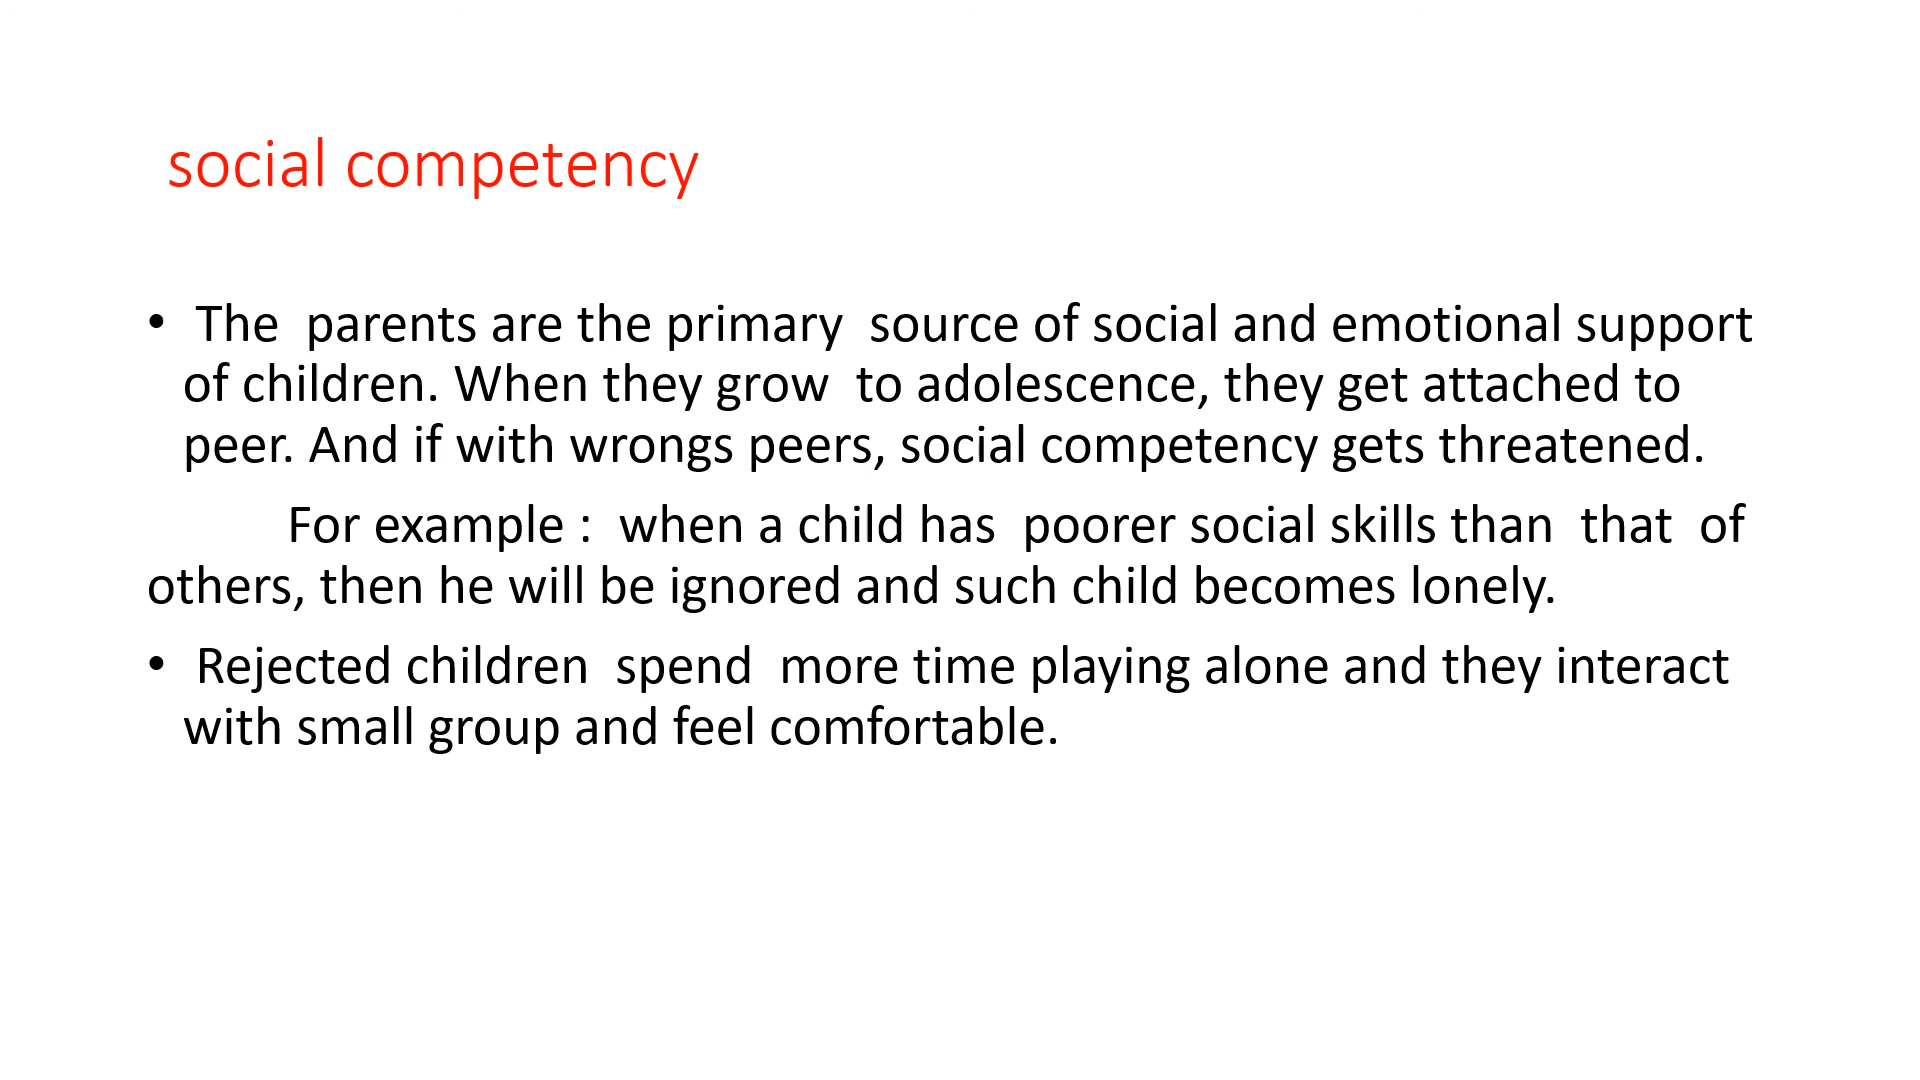 social competency
• The parents are the primary source of social and emotional support
of children. When they grow to adolescence, they get attached to
peer. And if with wrongs peers, social competency gets threatened.
For example : when a child has poorer social skills than that of
others, then he will be ignored and such child becomes lonely.
• Rejected children spend more time playing alone and they interact
with small group and feel comfortable.